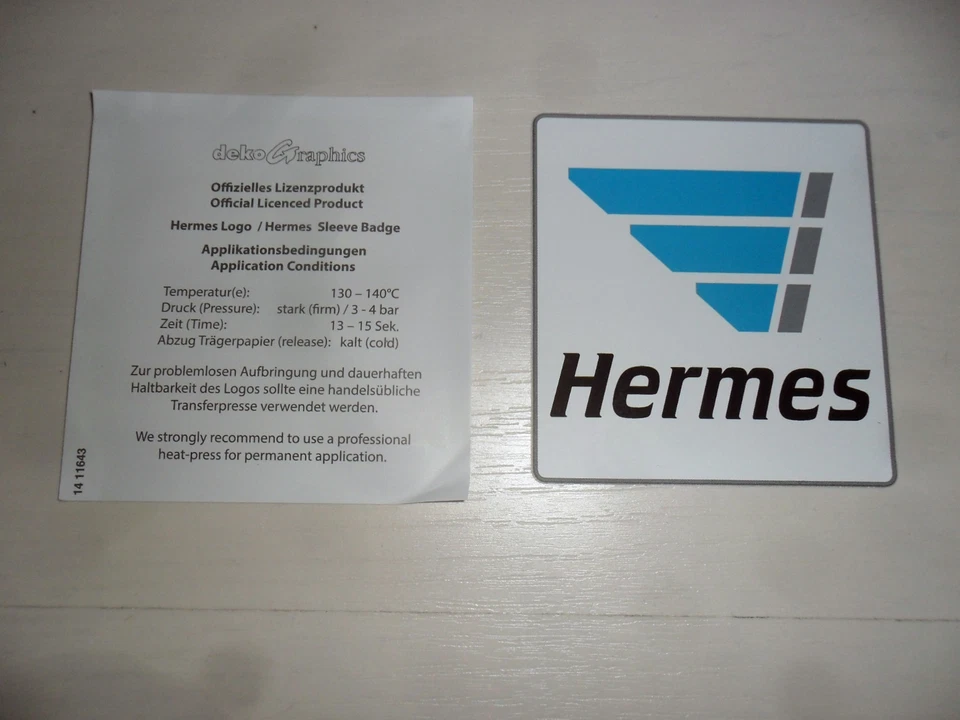 dekoGraphics
Offizielles Lizenzprodukt
Official Licenced Product
Hermes Logo / Hermes Sleeve Badge
Applikationsbedingungen
Application Conditions
Temperatur(e): 130 – 140°C
Druck (Pressure): stark (firm) / 3 - 4 bar
Zeit (Time): 13 – 15 Sek.
Abzug Trägerpapier (release): kalt (cold)
Zur problemlosen Aufbringung und dauerhaften
Haltbarkeit des Logos sollte eine handelsübliche
Transferpresse verwendet werden.
We strongly recommend to use a professional
heat-press for permanent application.
14 11643
Hermes